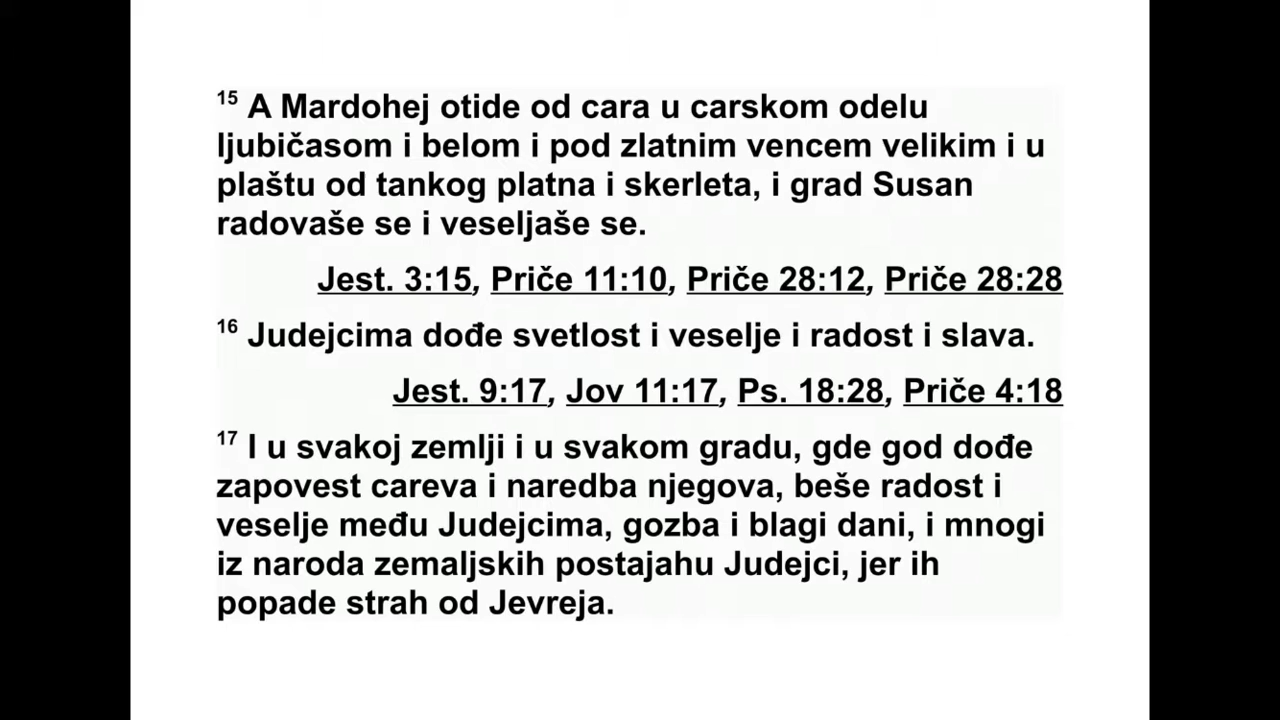 15 A Mardohej otide od cara u carskom odelu
ljubičasom i belom i pod zlatnim vencem velikim i u
plaštu od tankog platna i skerleta, i grad Susan
radovaše se i veseljaše se.
Jest. 3:15, Priče 11:10, Priče 28:12, Priče 28:28
16 Judejcima dođe svetlost i veselje i radost i slava.
Jest. 9:17, Jov 11:17, Ps. 18:28, Priče 4:18
17 I u svakoj zemlji i u svakom gradu, gde god dođe
zapovest careva i naredba njegova, beše radost i
veselje među Judejcima, gozba i blagi dani, i mnogi
iz naroda zemaljskih postajahu Judejci, jer ih
popade strah od Jevreja.